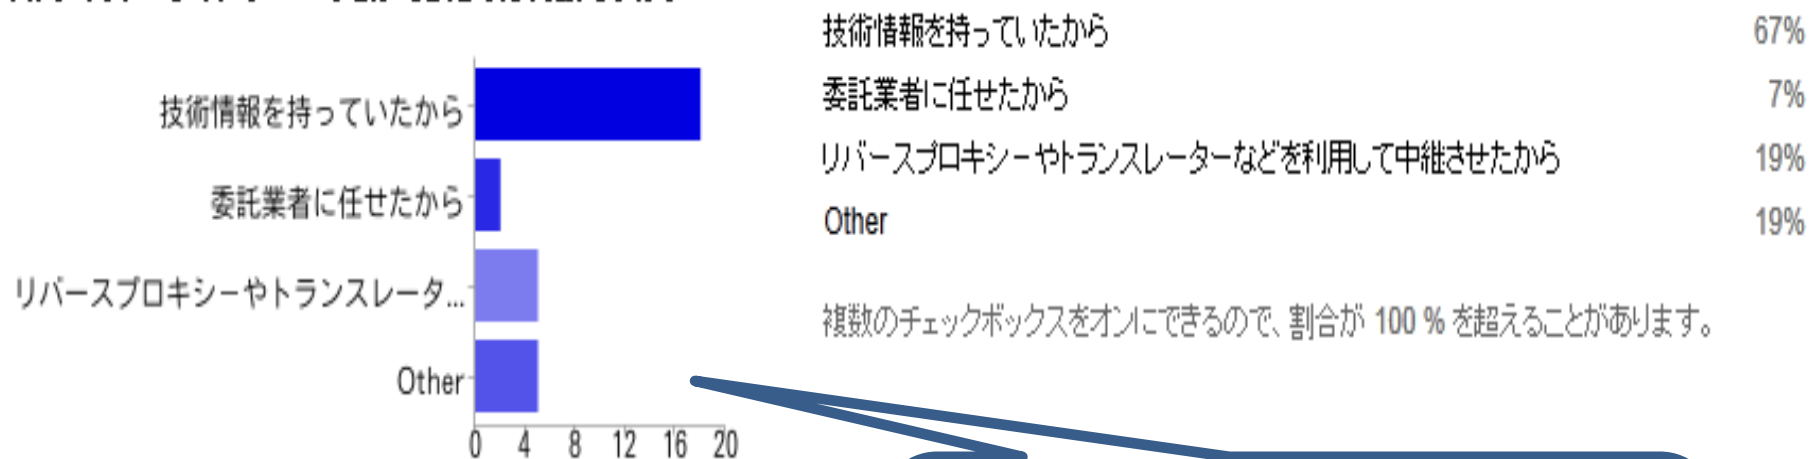 技術情報を持っていたから
委託業者に任せたから
リバースプロキシーやトランスレータ...
Other
0 4 8 12 16 20
技術情報を持っていたから 67%
委託業者に任せたから 7%
リバースプロキシーやトランスレーターなどを利用して中継させたから 19%
Other 19%
複数のチェックボックスをオンにできるので、割合が 100 % を超えることがあります。